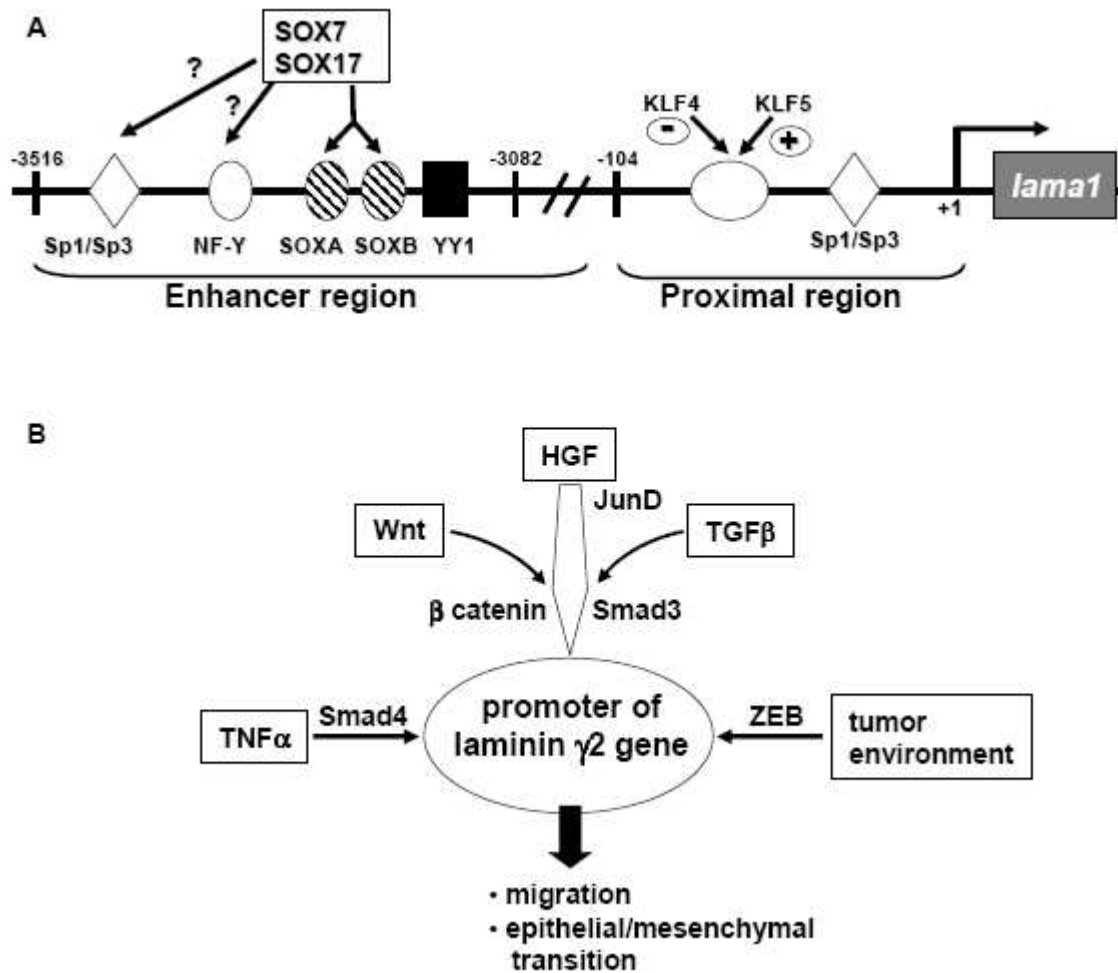 A
SOX7
SOX17
?
?
KLF4
KLF5
-
+
-3516
-3082
-104
+1
lama1
Sp1/Sp3
NF-Y
SOXA
SOXB
YY1
Sp1/Sp3
Enhancer region
Proximal region
B
HGF
JunD
Wnt
TGFβ
β catenin
Smad3
TNFα
Smad4
promoter of
laminin γ2 gene
ZEB
tumor
environment
• migration
• epithelial/mesenchymal
transition